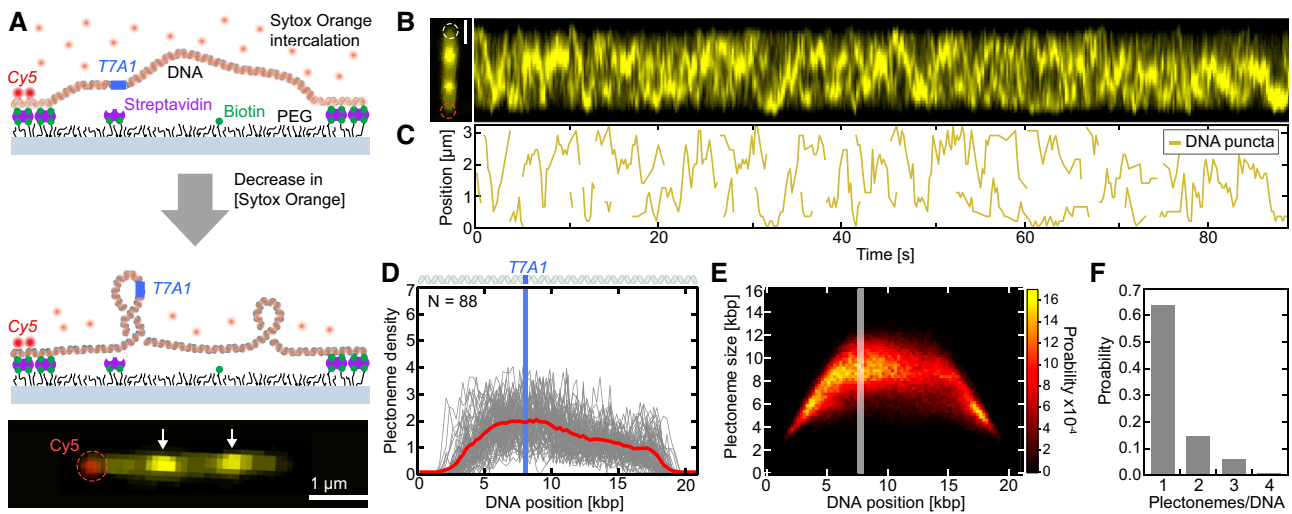 A
Sytox Orange
intercalation
T7A1
DNA
Cy5
Streptavidin
Biotin
PEG
Decrease in
[Sytox Orange]
T7A1
Cy5
Cy5
1 µm
B
C
Position [µm]
3
2
1
0
DNA puncta
0 20 40 60 80
Time [s]
D
T7A1
N = 88
Plectoneme density
7
6
5
4
3
2
1
0
0 5 10 15 20
DNA position [kbp]
E
Plectoneme size [kbp]
16
14
12
10
8
6
4
2
0
0 5 10 15 20
DNA position [kbp]
16
14
12
10
8
6
4
2
0
Proability x10-4
F
Proability
0.7
0.6
0.5
0.4
0.3
0.2
0.1
0.0
1 2 3 4
Plectonemes/DNA